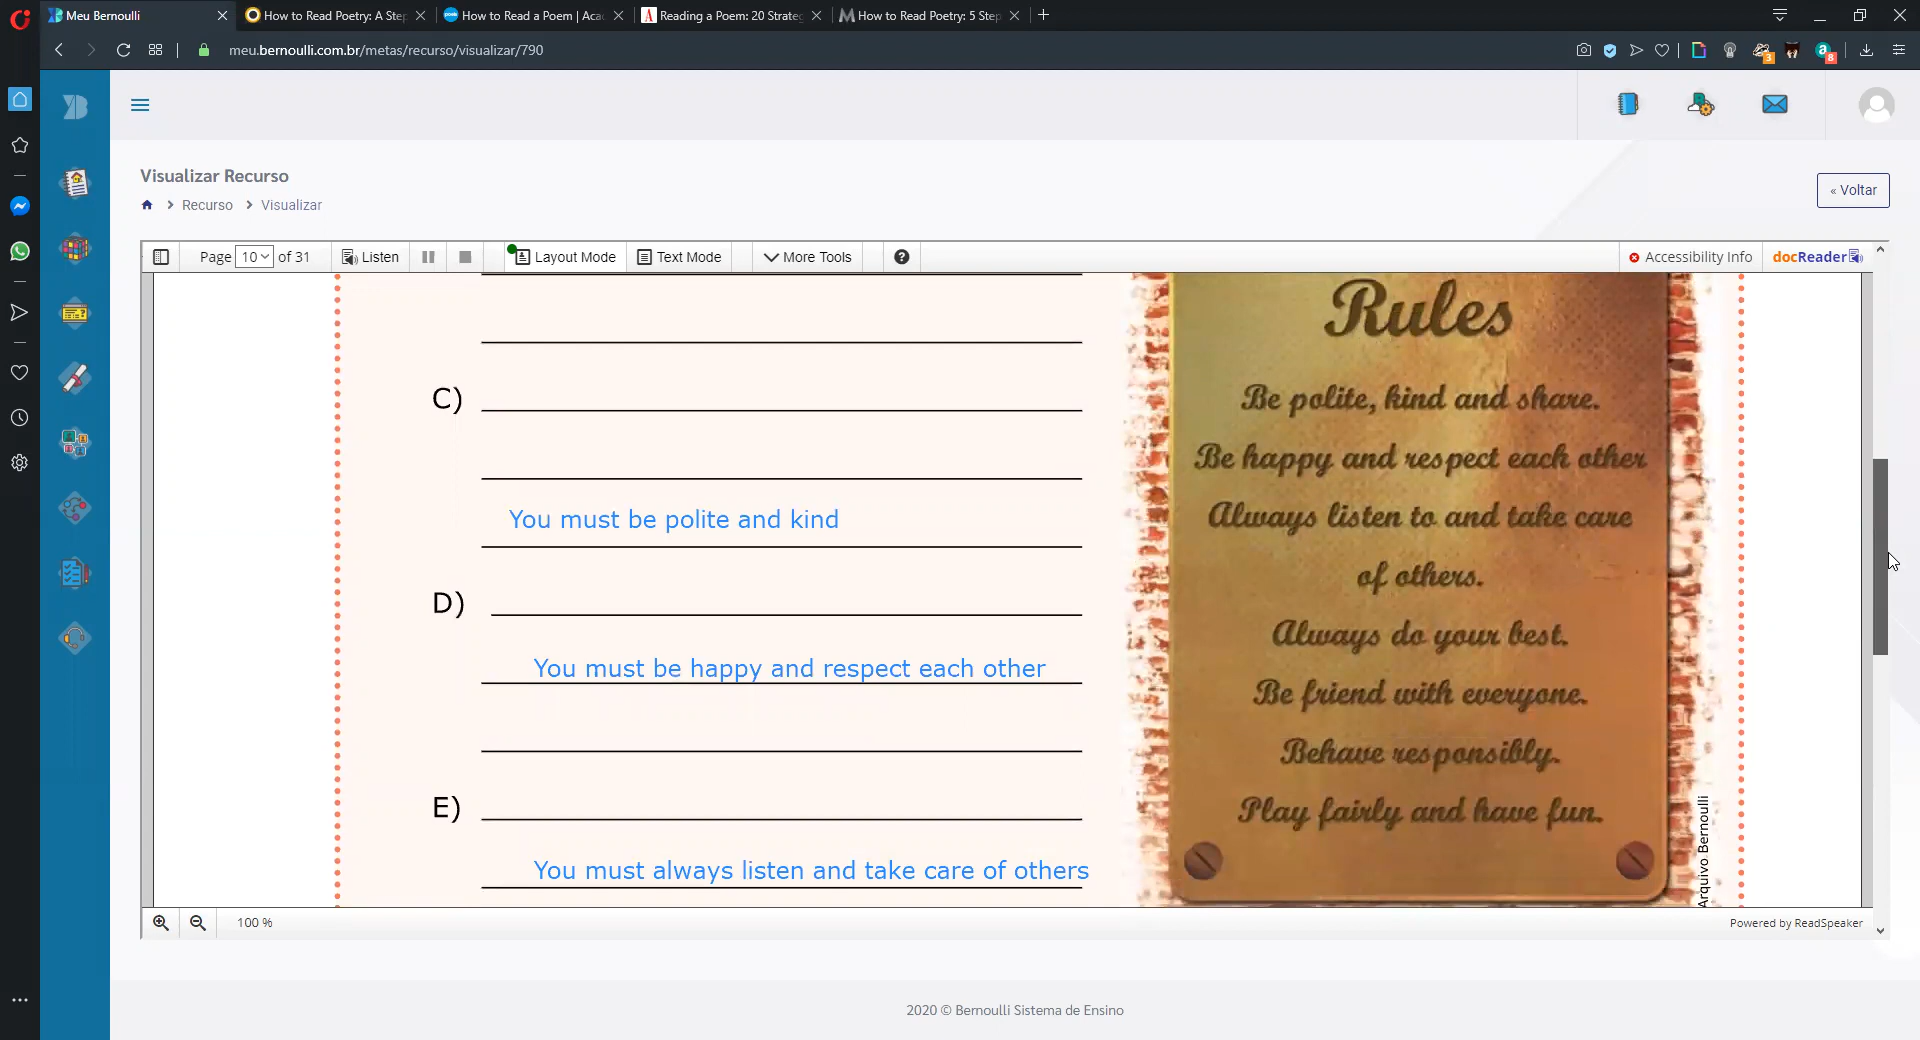 Meu Bernoulli
How to Read Poetry: A Step
How to Read a Poem | Aca
Reading a Poem: 20 Strateg
How to Read Poetry: 5 Step
meu.bernoulli.com.br/metas/recurso/visualizar/790
3
8
Visualizar Recurso
Recurso
Visualizar
« Voltar
Page 10 of 31
Listen
Layout Mode
Text Mode
More Tools
Accessibility Info
docReader
C)
You must be polite and kind
D)
You must be happy and respect each other
E)
You must always listen and take care of others
Rules
Be polite, kind and share.
Be happy and respect each other
Always listen to and take care
of others.
Always do your best.
Be friend with everyone.
Behave responsibly.
Play fairly and have fun.
Arquivo Bernoulli
100 %
Powered by ReadSpeaker
2020 © Bernoulli Sistema de Ensino